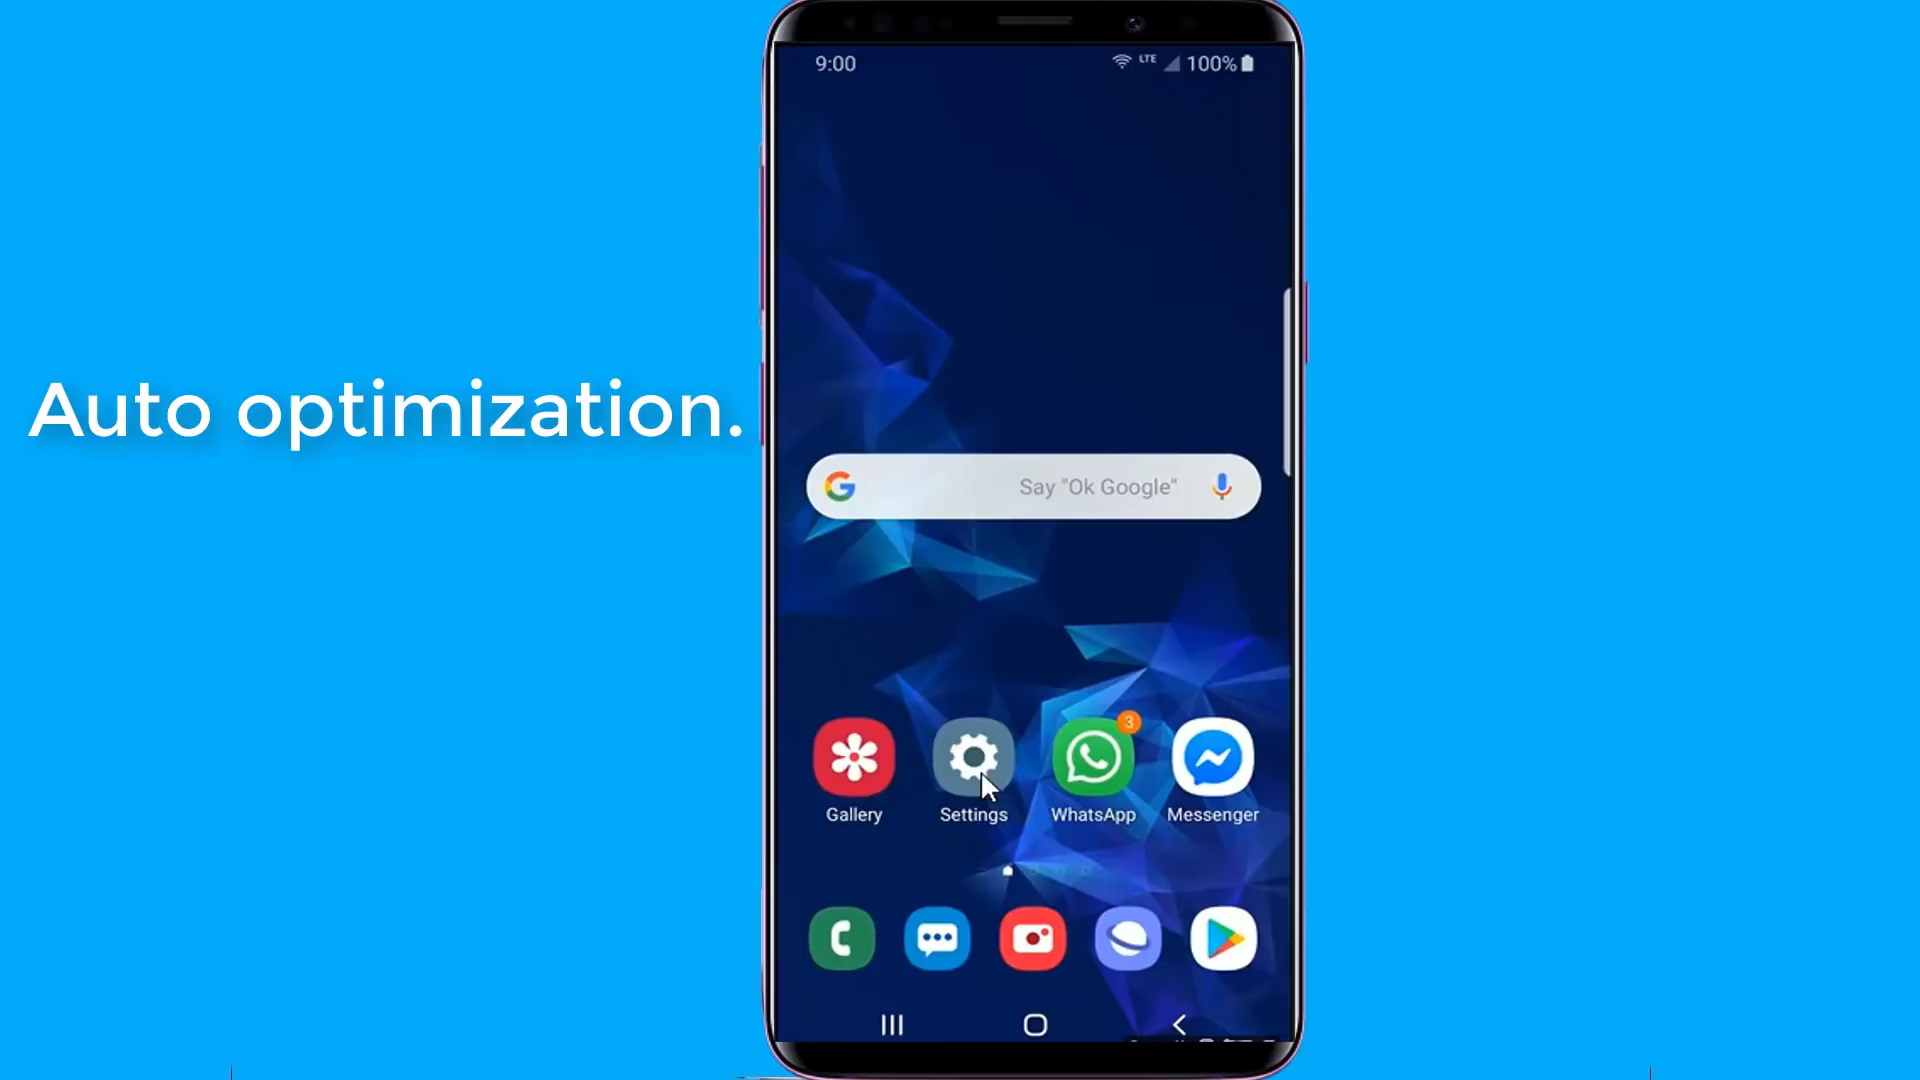 9:00
LTE 100%
Auto optimization.
Say "Ok Google"
3
Gallery Settings WhatsApp Messenger